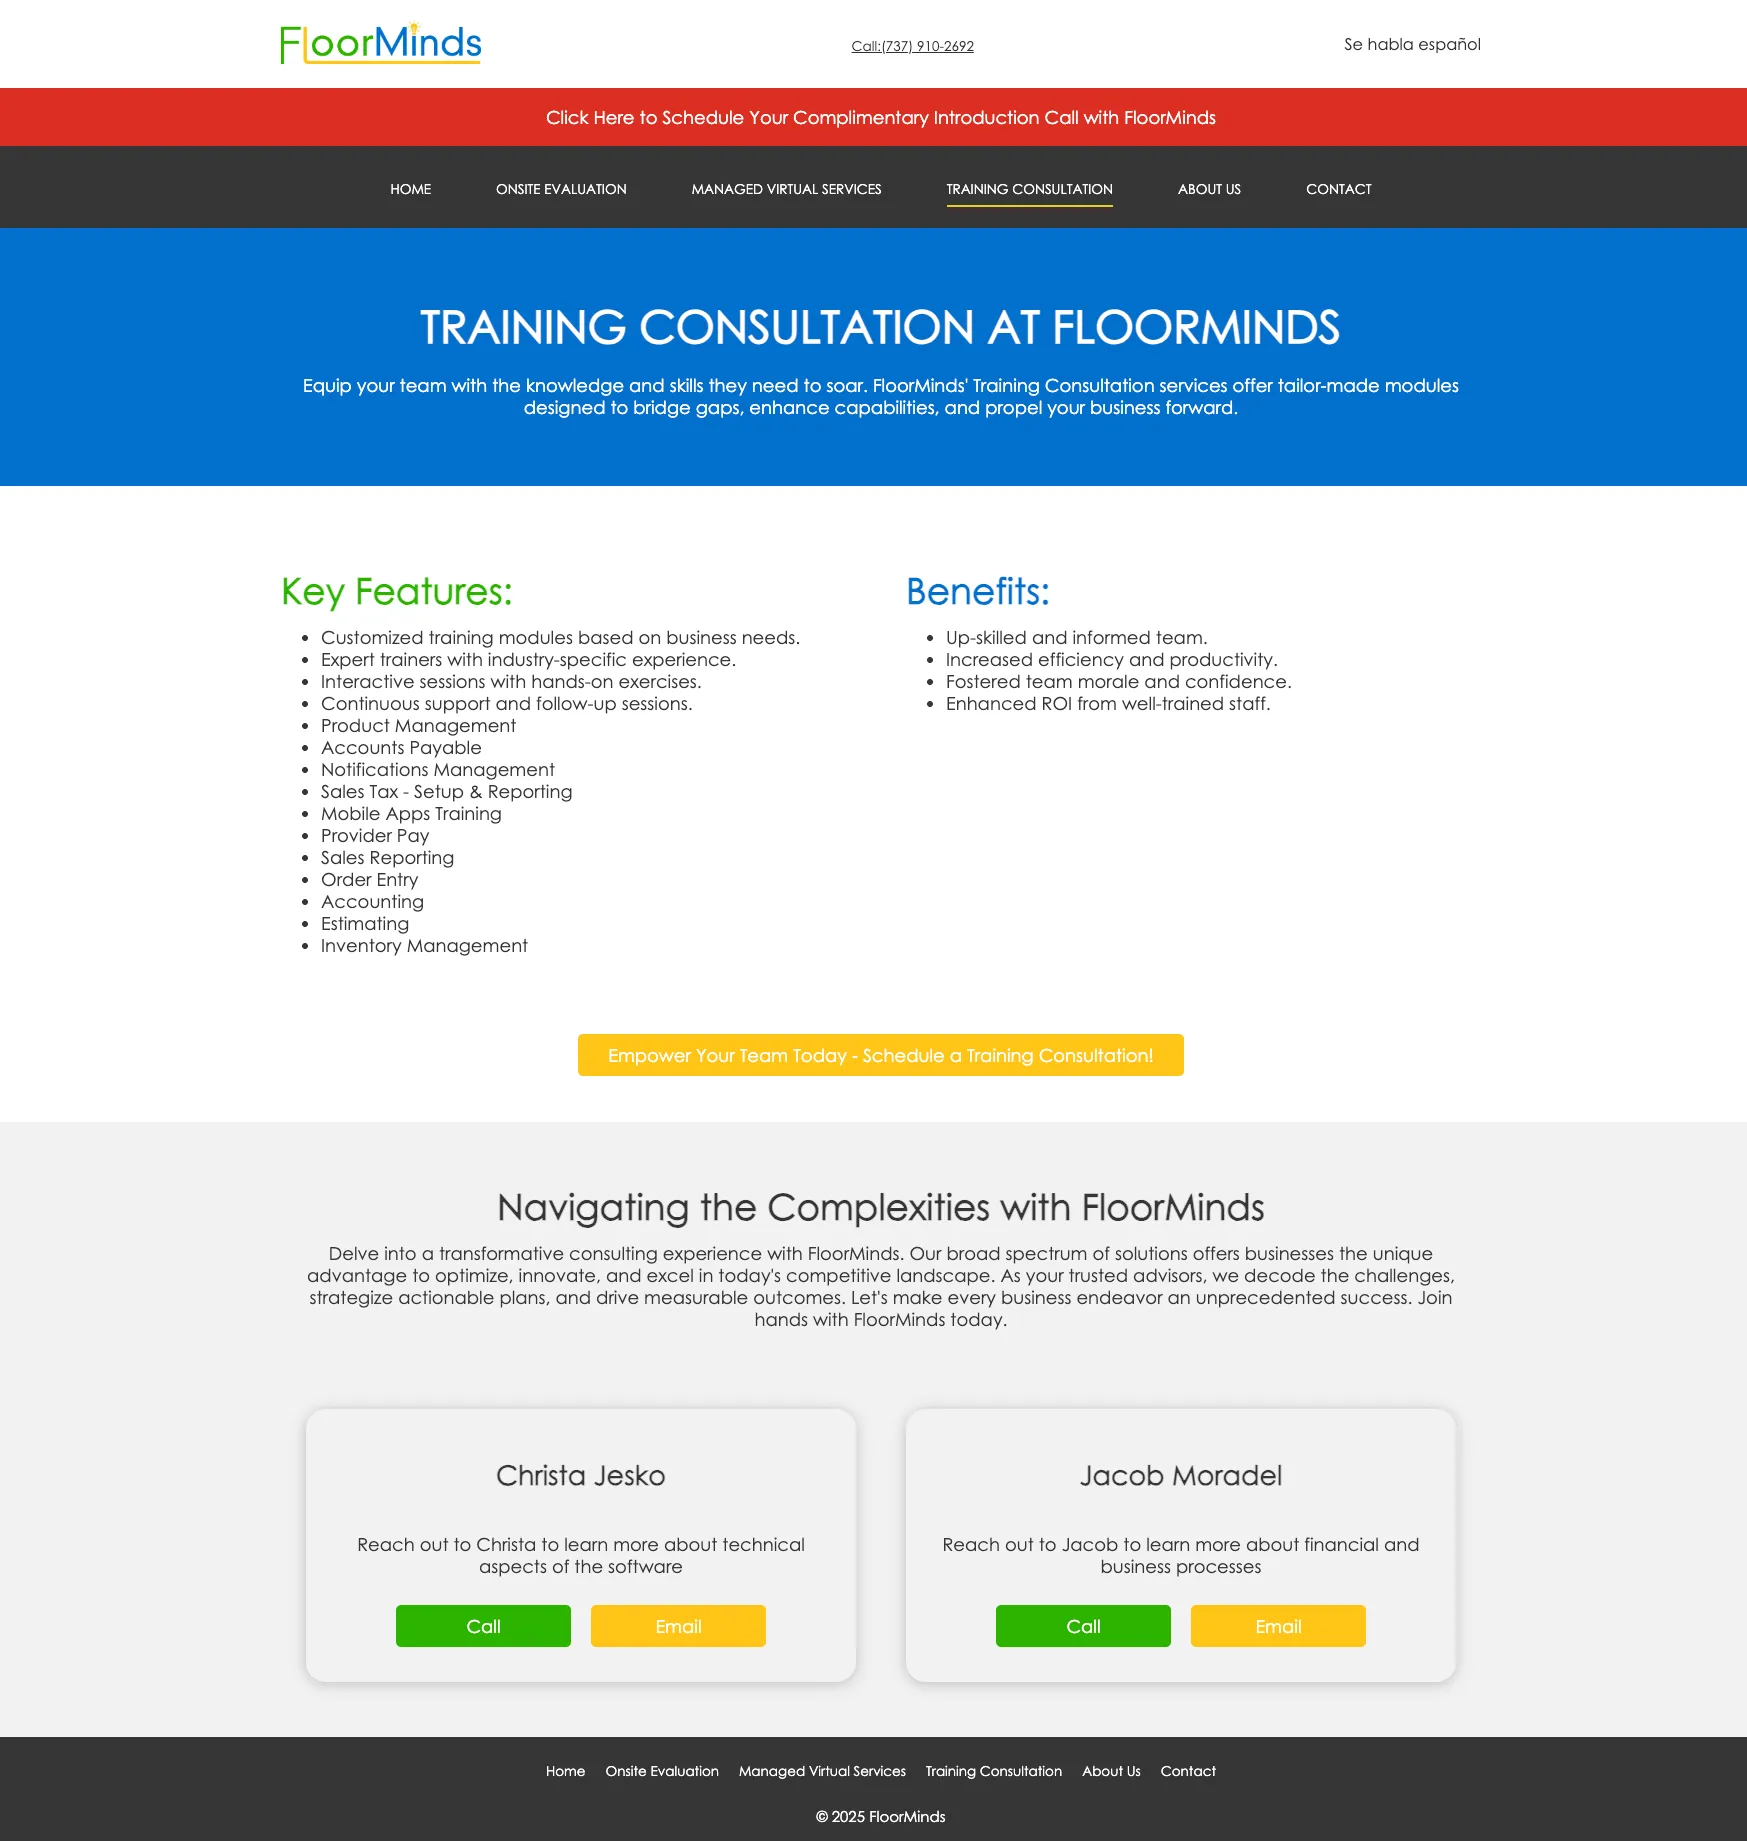 FloorMinds
Call:(737) 910-2692
Se habla español
Click Here to Schedule Your Complimentary Introduction Call with FloorMinds
HOME
ONSITE EVALUATION
MANAGED VIRTUAL SERVICES
TRAINING CONSULTATION
ABOUT US
CONTACT
TRAINING CONSULTATION AT FLOORMINDS
Equip your team with the knowledge and skills they need to soar. FloorMinds' Training Consultation services offer tailor-made modules
designed to bridge gaps, enhance capabilities, and propel your business forward.
Key Features:
Customized training modules based on business needs.
Expert trainers with industry-specific experience.
Interactive sessions with hands-on exercises.
Continuous support and follow-up sessions.
Product Management
Accounts Payable
Notifications Management
Sales Tax - Setup & Reporting
Mobile Apps Training
Provider Pay
Sales Reporting
Order Entry
Accounting
Estimating
Inventory Management
Benefits:
Up-skilled and informed team.
Increased efficiency and productivity.
Fostered team morale and confidence.
Enhanced ROI from well-trained staff.
Empower Your Team Today - Schedule a Training Consultation!
Navigating the Complexities with FloorMinds
Delve into a transformative consulting experience with FloorMinds. Our broad spectrum of solutions offers businesses the unique
advantage to optimize, innovate, and excel in today's competitive landscape. As your trusted advisors, we decode the challenges,
strategize actionable plans, and drive measurable outcomes. Let's make every business endeavor an unprecedented success. Join
hands with FloorMinds today.
Christa Jesko
Reach out to Christa to learn more about technical
aspects of the software
Call
Email
Jacob Moradel
Reach out to Jacob to learn more about financial and
business processes
Call
Email
Home
Onsite Evaluation
Managed Virtual Services
Training Consultation
About Us
Contact
© 2025 FloorMinds